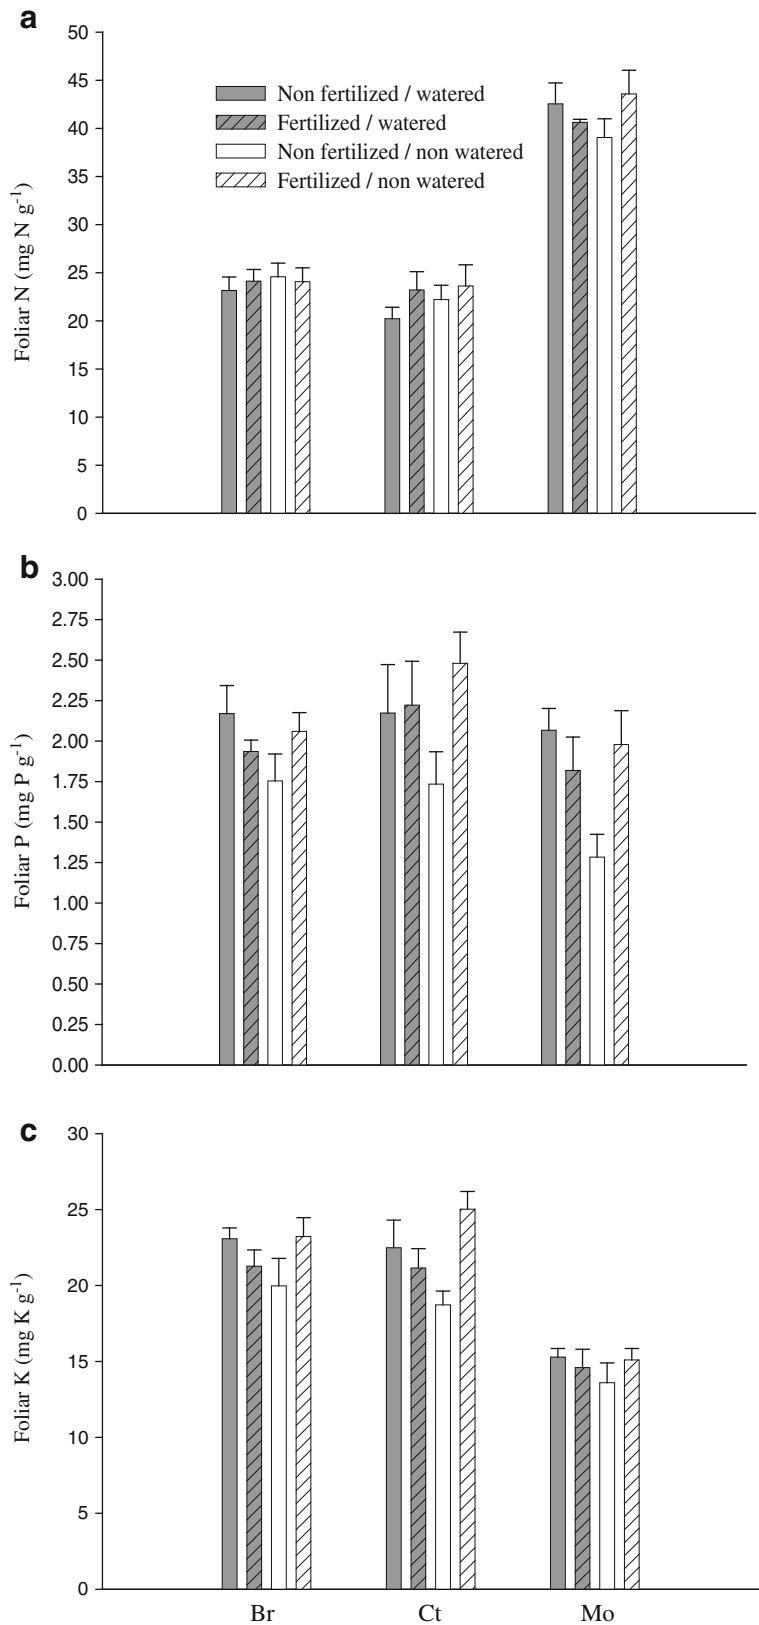 a
50
45
40
35
30
25
20
15
10
5
0
Foliar N (mg N g⁻¹)
Non fertilized / watered
Fertilized / watered
Non fertilized / non watered
Fertilized / non watered
b
3.00
2.75
2.50
2.25
2.00
1.75
1.50
1.25
1.00
0.75
0.50
0.25
0.00
Foliar P (mg P g⁻¹)
c
30
25
20
15
10
5
0
Foliar K (mg K g⁻¹)
Br Ct Mo